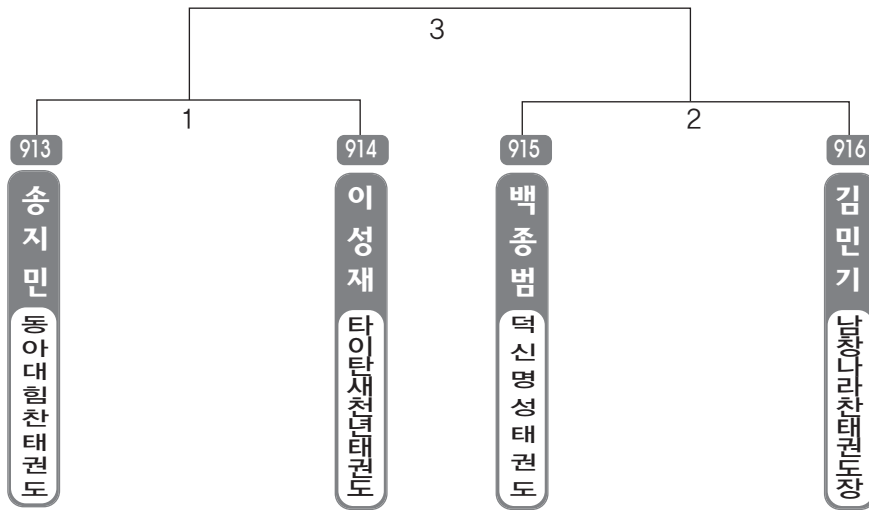 3
1
2
913
914
915
916
송지민
이성재
백종범
김민기
동아대힘찬태권도
타이탄새천년태권도
덕신명성태권도
남창나라찬태권도장